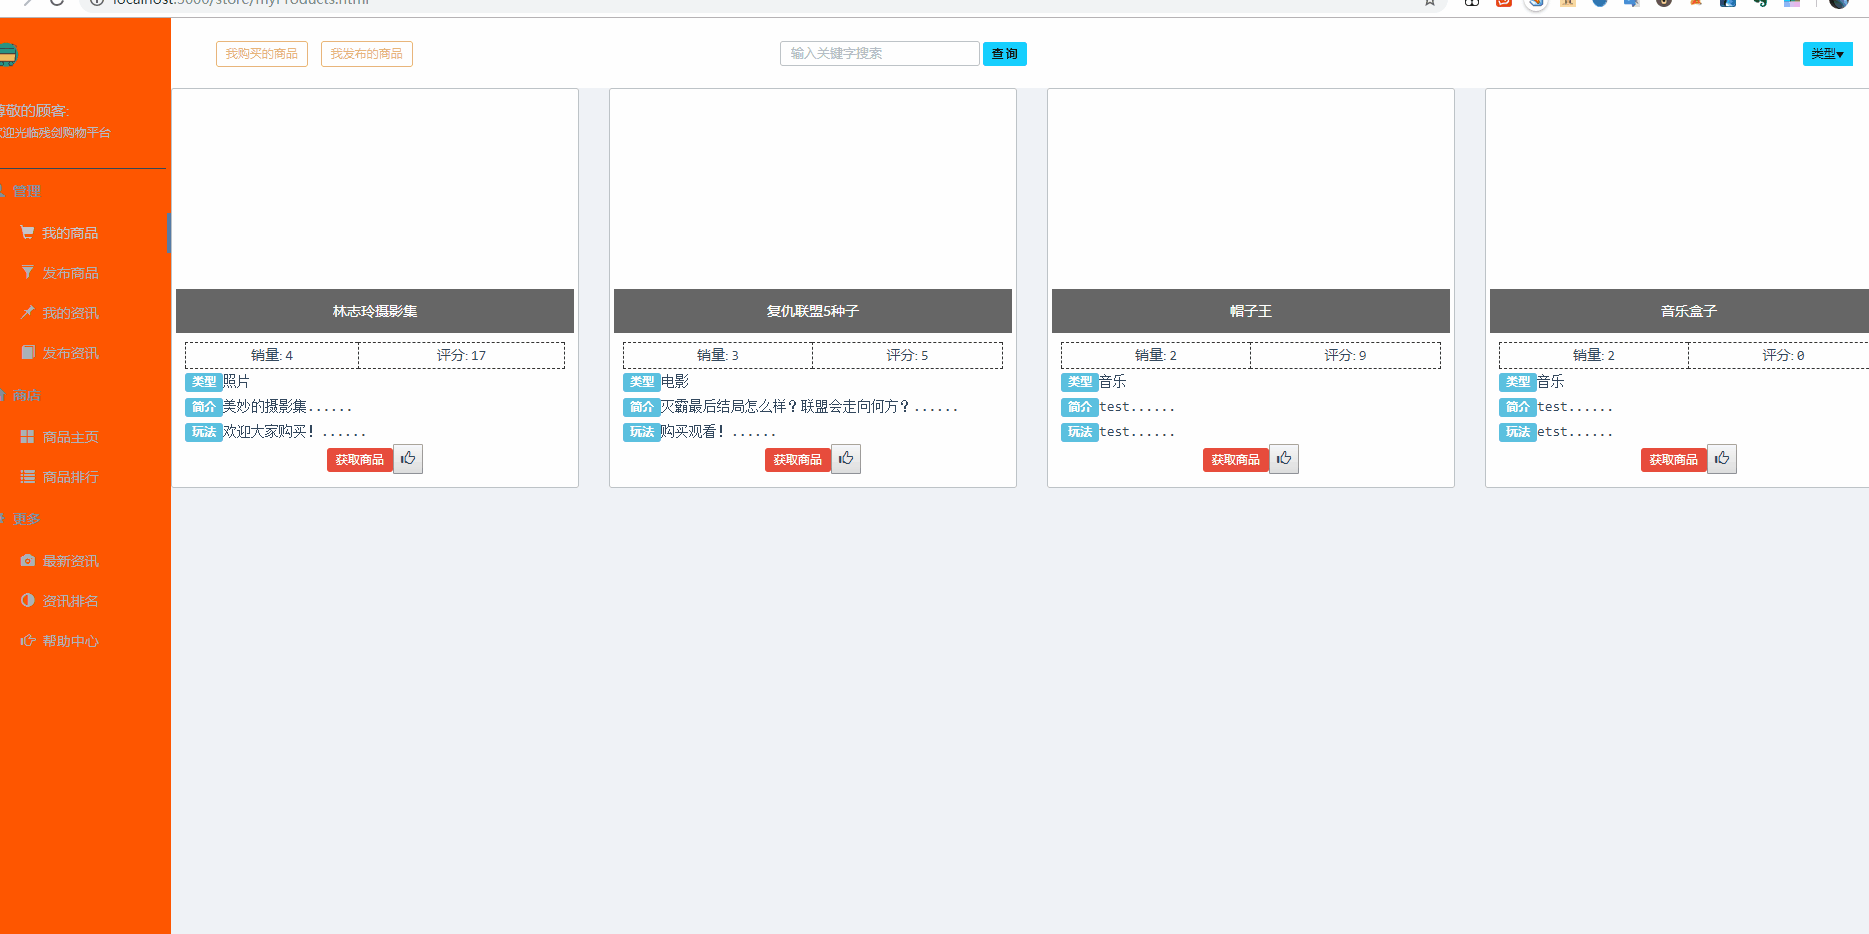 localhost:5000/store/myProducts.html
尊敬的顾客:
欢迎光临残剑购物平台
管理
我的商品
发布商品
我的资讯
发布资讯
商店
商品主页
商品排行
更多
最新资讯
资讯排名
帮助中心
我购买的商品 我发布的商品 输入关键字搜索 查询 类型
林志玲摄影集
销量: 4 评分: 17
类型 照片
简介 美妙的摄影集......
玩法 欢迎大家购买! ......
获取商品
复仇联盟5种子
销量: 3 评分: 5
类型 电影
简介 灭霸最后结局怎么样? 联盟会走向何方? ......
玩法 购买观看! ......
获取商品
帽子王
销量: 2 评分: 9
类型 音乐
简介 test......
玩法 test......
获取商品
音乐盒子
销量: 2 评分: 0
类型 音乐
简介 test......
玩法 etst......
获取商品